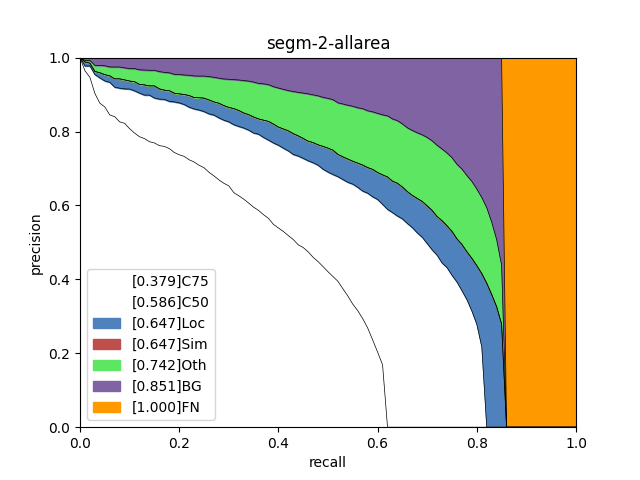 segm-2-allarea
1.0
0.8
0.6
0.4
0.2
0.0
precision
[0.379]C75
[0.586]C50
[0.647]Loc
[0.647]Sim
[0.742]Oth
[0.851]BG
[1.000]FN
0.0 0.2 0.4 0.6 0.8 1.0
recall